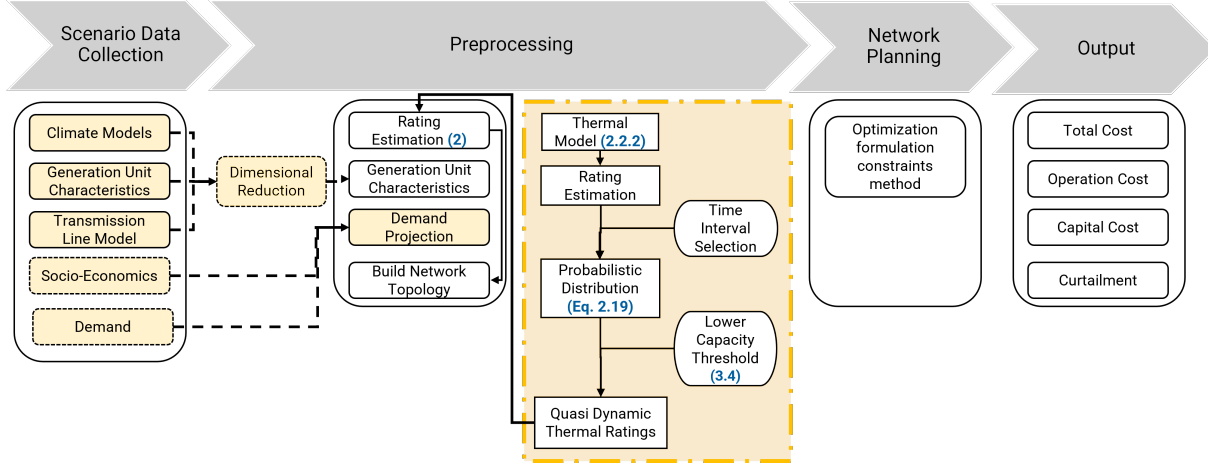 Scenario Data
Collection
Preprocessing
Network
Planning
Output
Climate Models
Generation Unit
Characteristics
Transmission
Line Model
Socio-Economics
Demand
Dimensional
Reduction
Rating
Estimation (2)
Generation Unit
Characteristics
Demand
Projection
Build Network
Topology
Thermal
Model (2.2.2)
Rating
Estimation
Time
Interval
Selection
Probabilistic
Distribution
(Eq. 2.19)
Lower
Capacity
Threshold
(3.4)
Quasi Dynamic
Thermal Ratings
Optimization
formulation
constraints
method
Total Cost
Operation Cost
Capital Cost
Curtailment